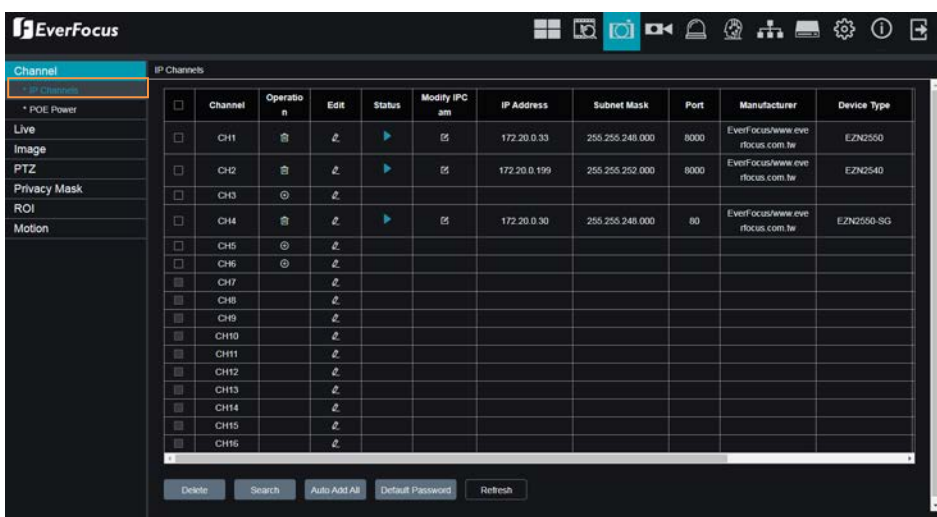 EverFocus
Channel
* IP Channels
* POE Power
Live
Image
PTZ
Privacy Mask
ROI
Motion
IP Channels
Channel Operatio n Edit Status Modify IPC am IP Address Subnet Mask Port Manufacturer Device Type
CH1 172.20.0.33 255.255.248.000 8000 EverFocus/www.eve rfocus.com.tw EZN2550
CH2 172.20.0.199 255.255.252.000 8000 EverFocus/www.eve rfocus.com.tw EZN2540
CH3
CH4 172.20.0.30 255.255.248.000 80 EverFocus/www.eve rfocus.com.tw EZN2550-SG
CH5
CH6
CH7
CH8
CH9
CH10
CH11
CH12
CH13
CH14
CH15
CH16
Delete Search Auto Add All Default Password Refresh